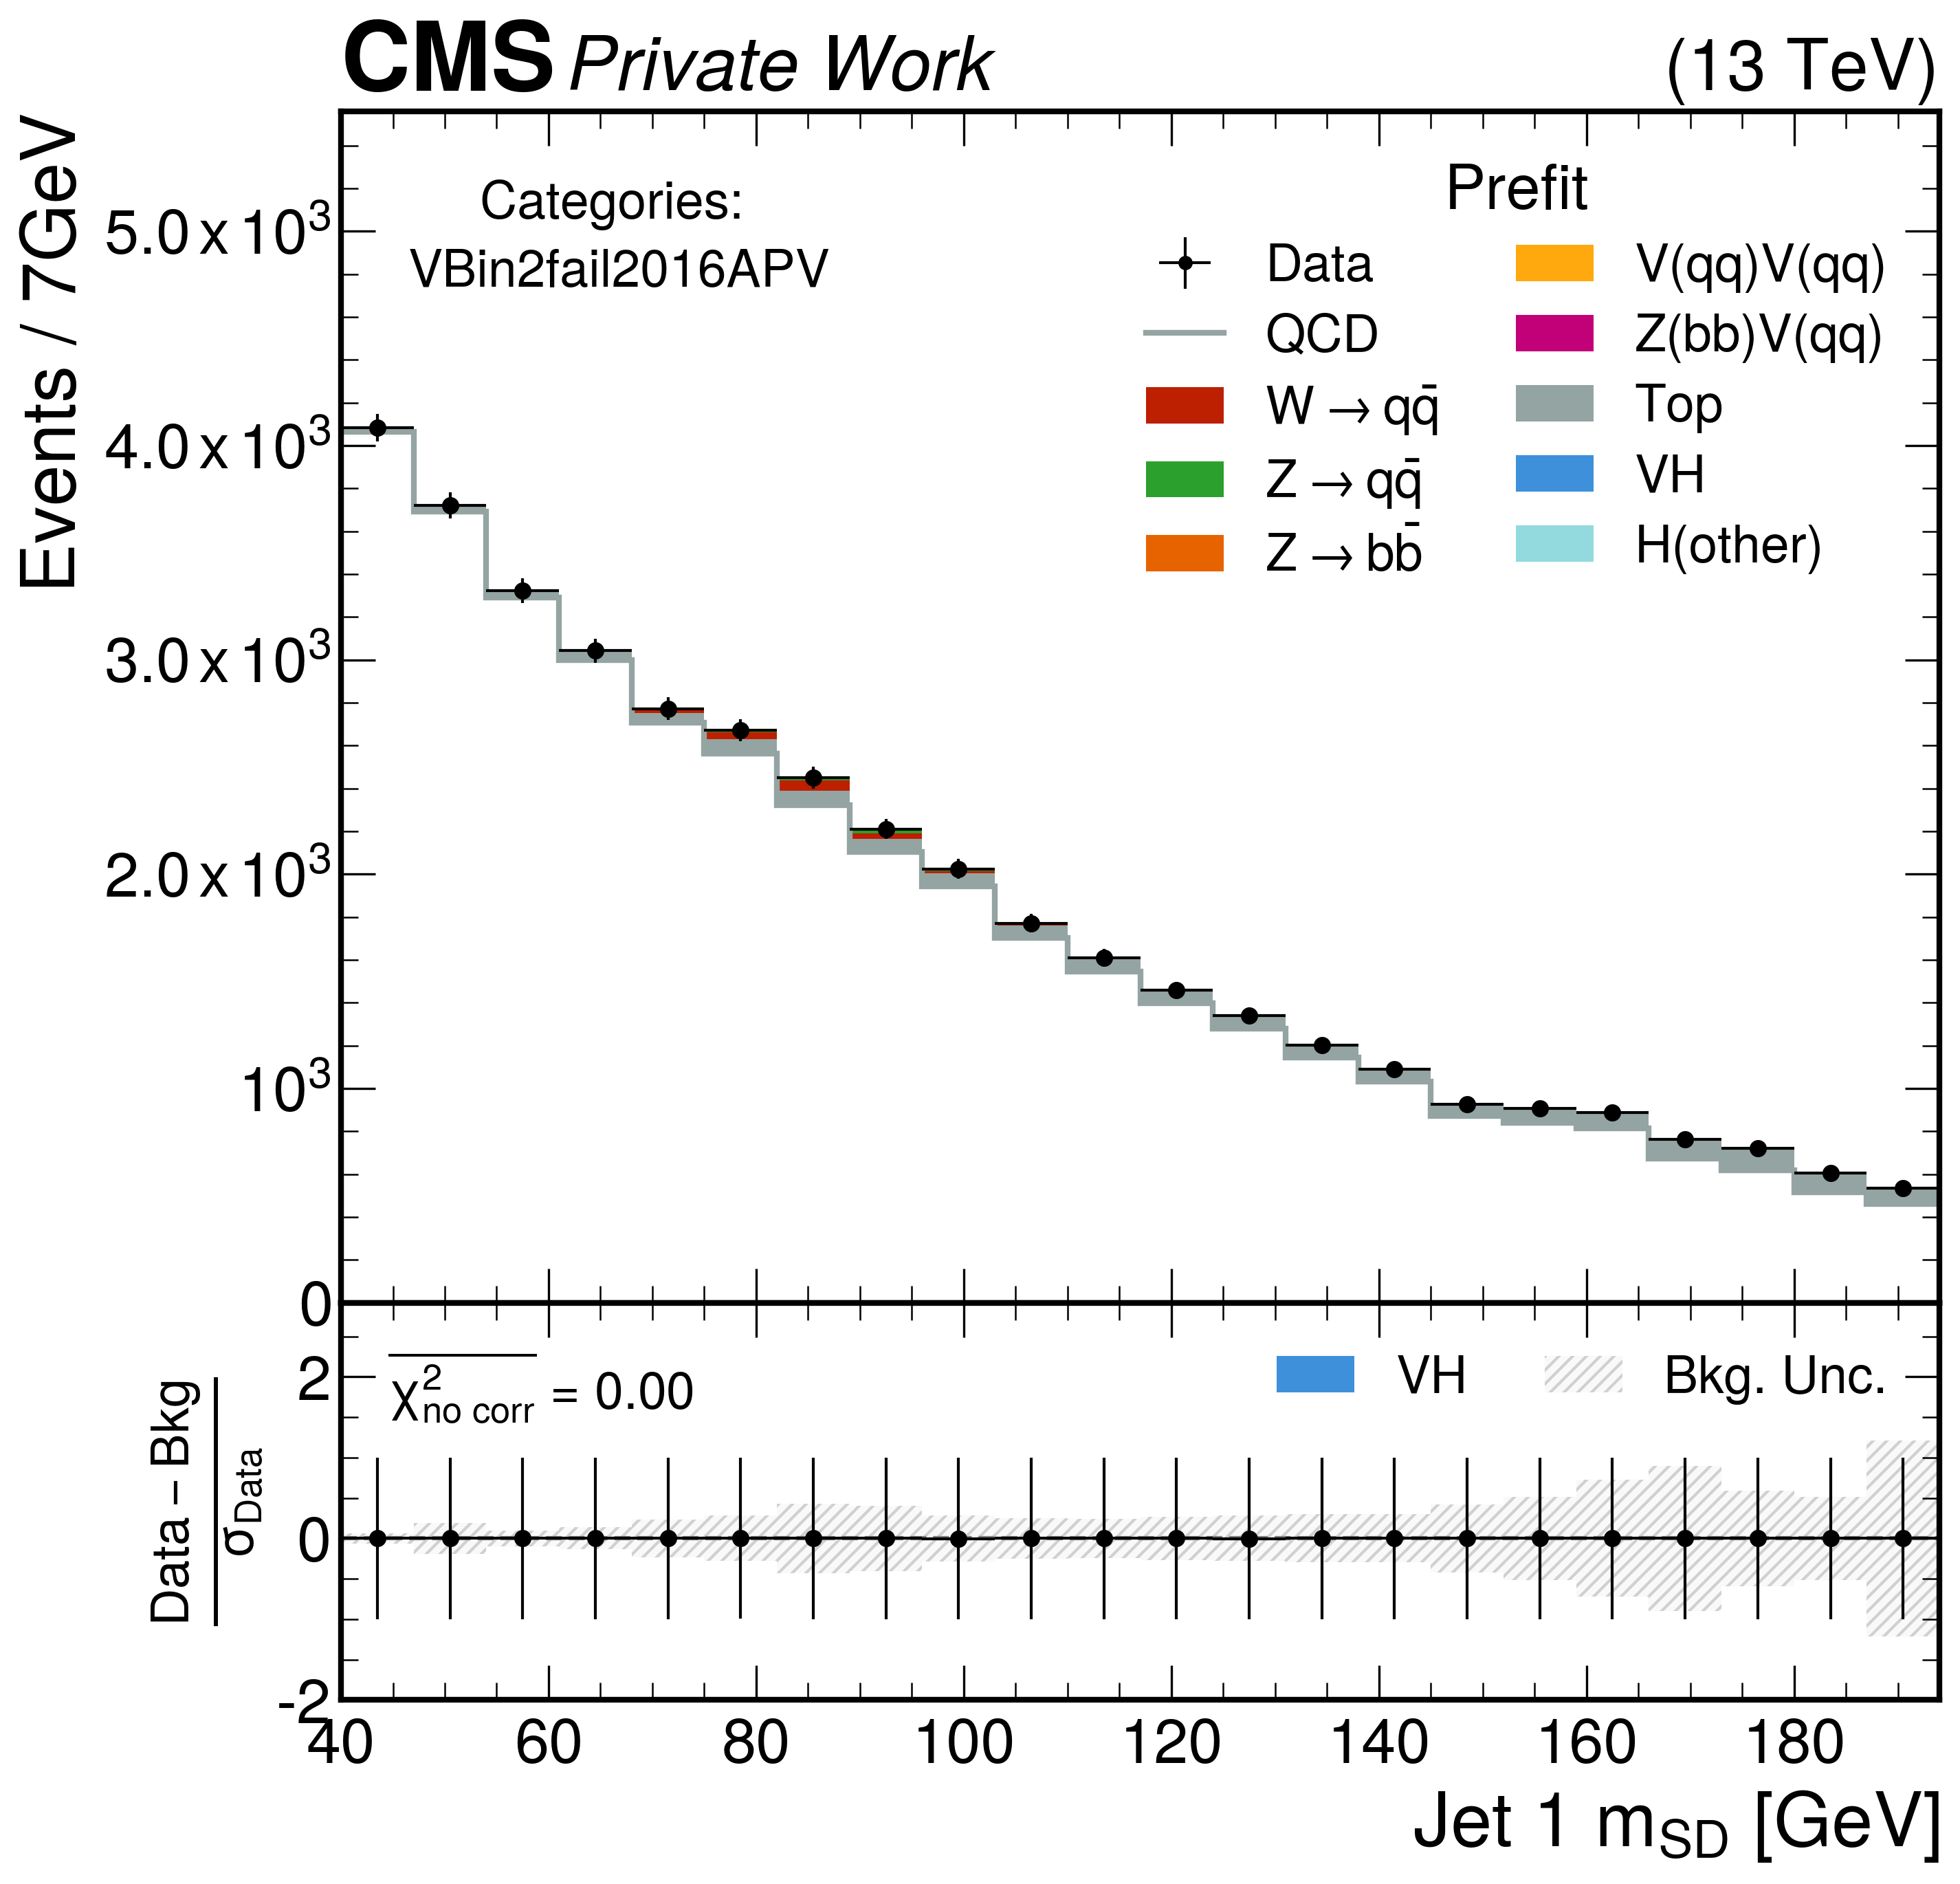 CMS Private Work (13 TeV)
Events / 7GeV
5.0 x 10³
4.0 x 10³
3.0 x 10³
2.0 x 10³
10³
0
Categories:
VBin2fail2016APV
Prefit
Data
QCD
W → qq̄
Z → qq̄
Z → bb̄
V(qq)V(qq)
Z(bb)V(qq)
Top
VH
H(other)
Data − Bkg
σ_Data
2
0
-2
χ²_no corr = 0.00
VH
Bkg. Unc.
40 60 80 100 120 140 160 180
Jet 1 m_SD [GeV]